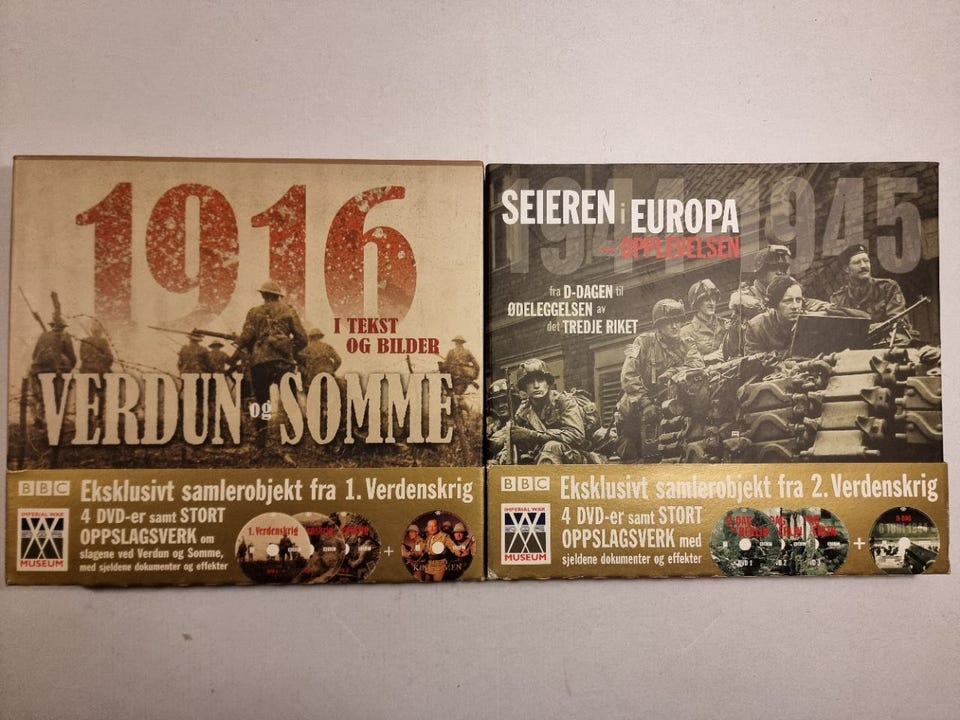 1916
I TEKST
OG BILDER
VERDUN og SOMME
BBC
Eksklusivt samlerobjekt fra 1. Verdenskrig
IMPERIAL WAR
MUSEUM
4 DVD-er samt STORT
OPPSLAGSVERK om
slagene ved Verdun og Somme,
med sjeldene dokumenter og effekter
1. Verdenskrig
+
1944-1945
SEIEREN i EUROPA
– OPPLEVELSEN
fra D-DAGEN til
ØDELEGGELSEN av
det TREDJE RIKET
BBC
Eksklusivt samlerobjekt fra 2. Verdenskrig
IMPERIAL WAR
MUSEUM
4 DVD-er samt STORT
OPPSLAGSVERK med
sjeldene dokumenter og effekter
DVD 1
+